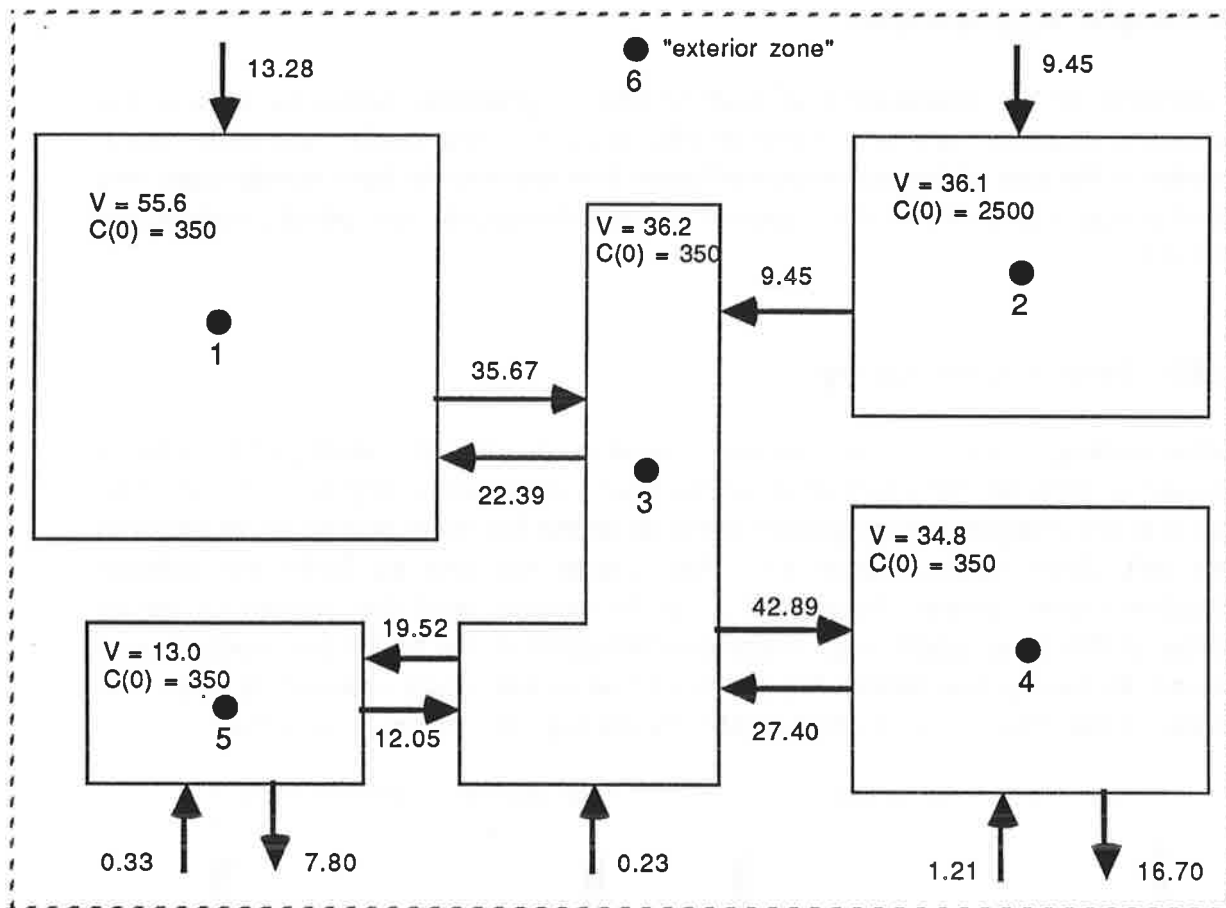 "exterior zone"
6
13.28
9.45
V = 55.6
C(0) = 350
1
V = 36.2
C(0) = 350
V = 36.1
C(0) = 2500
2
9.45
35.67
22.39
3
V = 34.8
C(0) = 350
4
42.89
27.40
19.52
12.05
V = 13.0
C(0) = 350
5
0.33
7.80
0.23
1.21
16.70